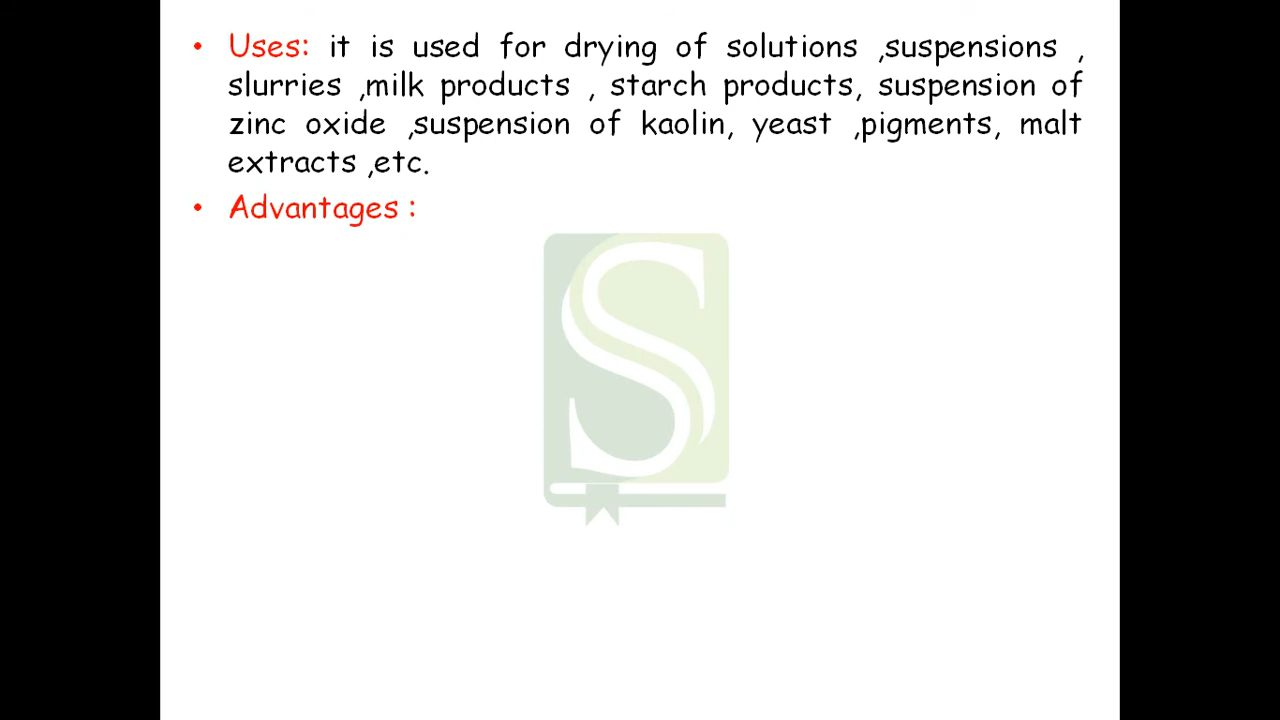 • Uses: it is used for drying of solutions ,suspensions ,
slurries ,milk products , starch products, suspension of
zinc oxide ,suspension of kaolin, yeast ,pigments, malt
extracts ,etc.
• Advantages :
S